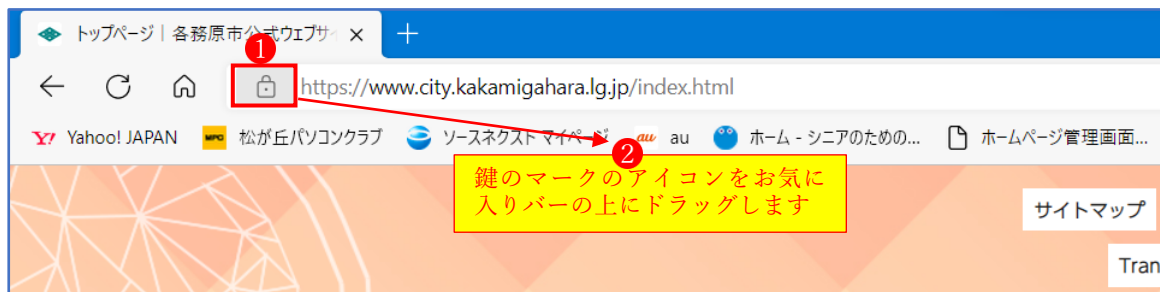 トップページ | 各務原市公式ウェブサイ
1
https://www.city.kakamigahara.lg.jp/index.html
Y! Yahoo! JAPAN MPC 松が丘パソコンクラブ ソースネクスト マイページ au au ホーム - シニアのための... ホームページ管理画面...
2
鍵のマークのアイコンをお気に
入りバーの上にドラッグします
サイトマップ
Tran